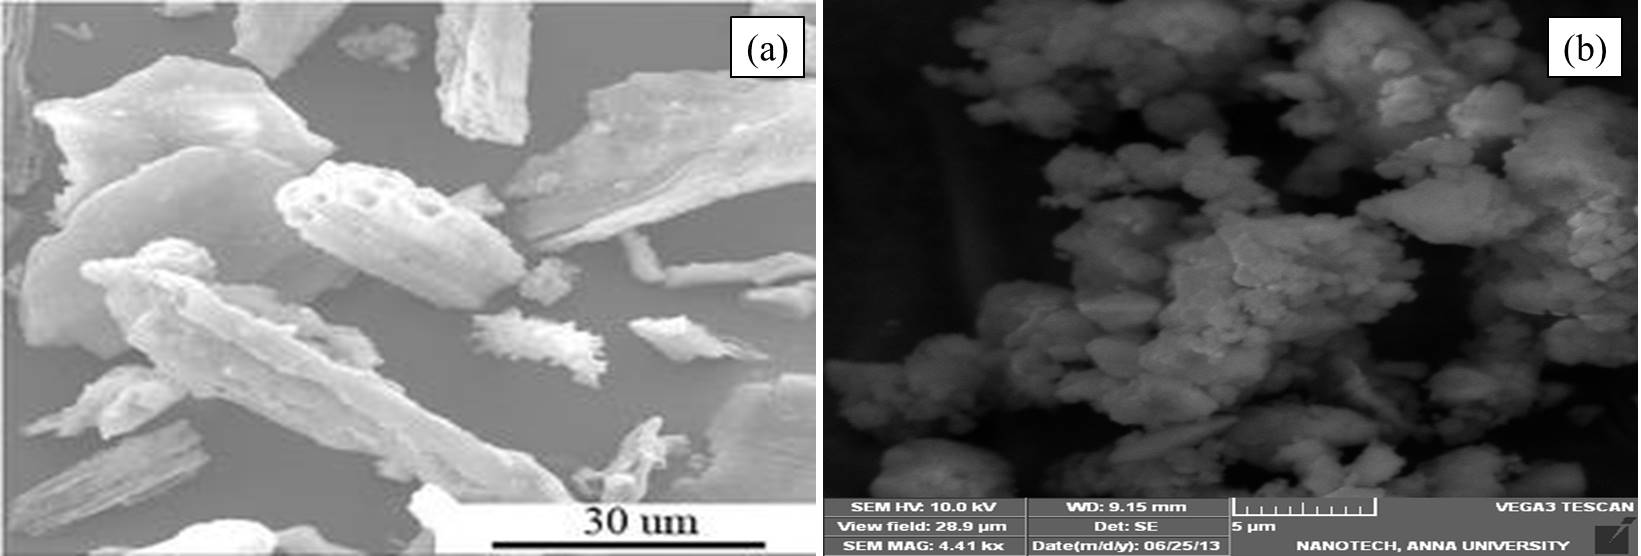 (a)
(b)
30 um
SEM HV: 10.0 kV
WD: 9.15 mm
VEGA3 TESCAN
View field: 28.9 µm
Det: SE
5 µm
SEM MAG: 4.41 kx
Date(m/d/y): 06/25/13
NANOTECH, ANNA UNIVERSITY